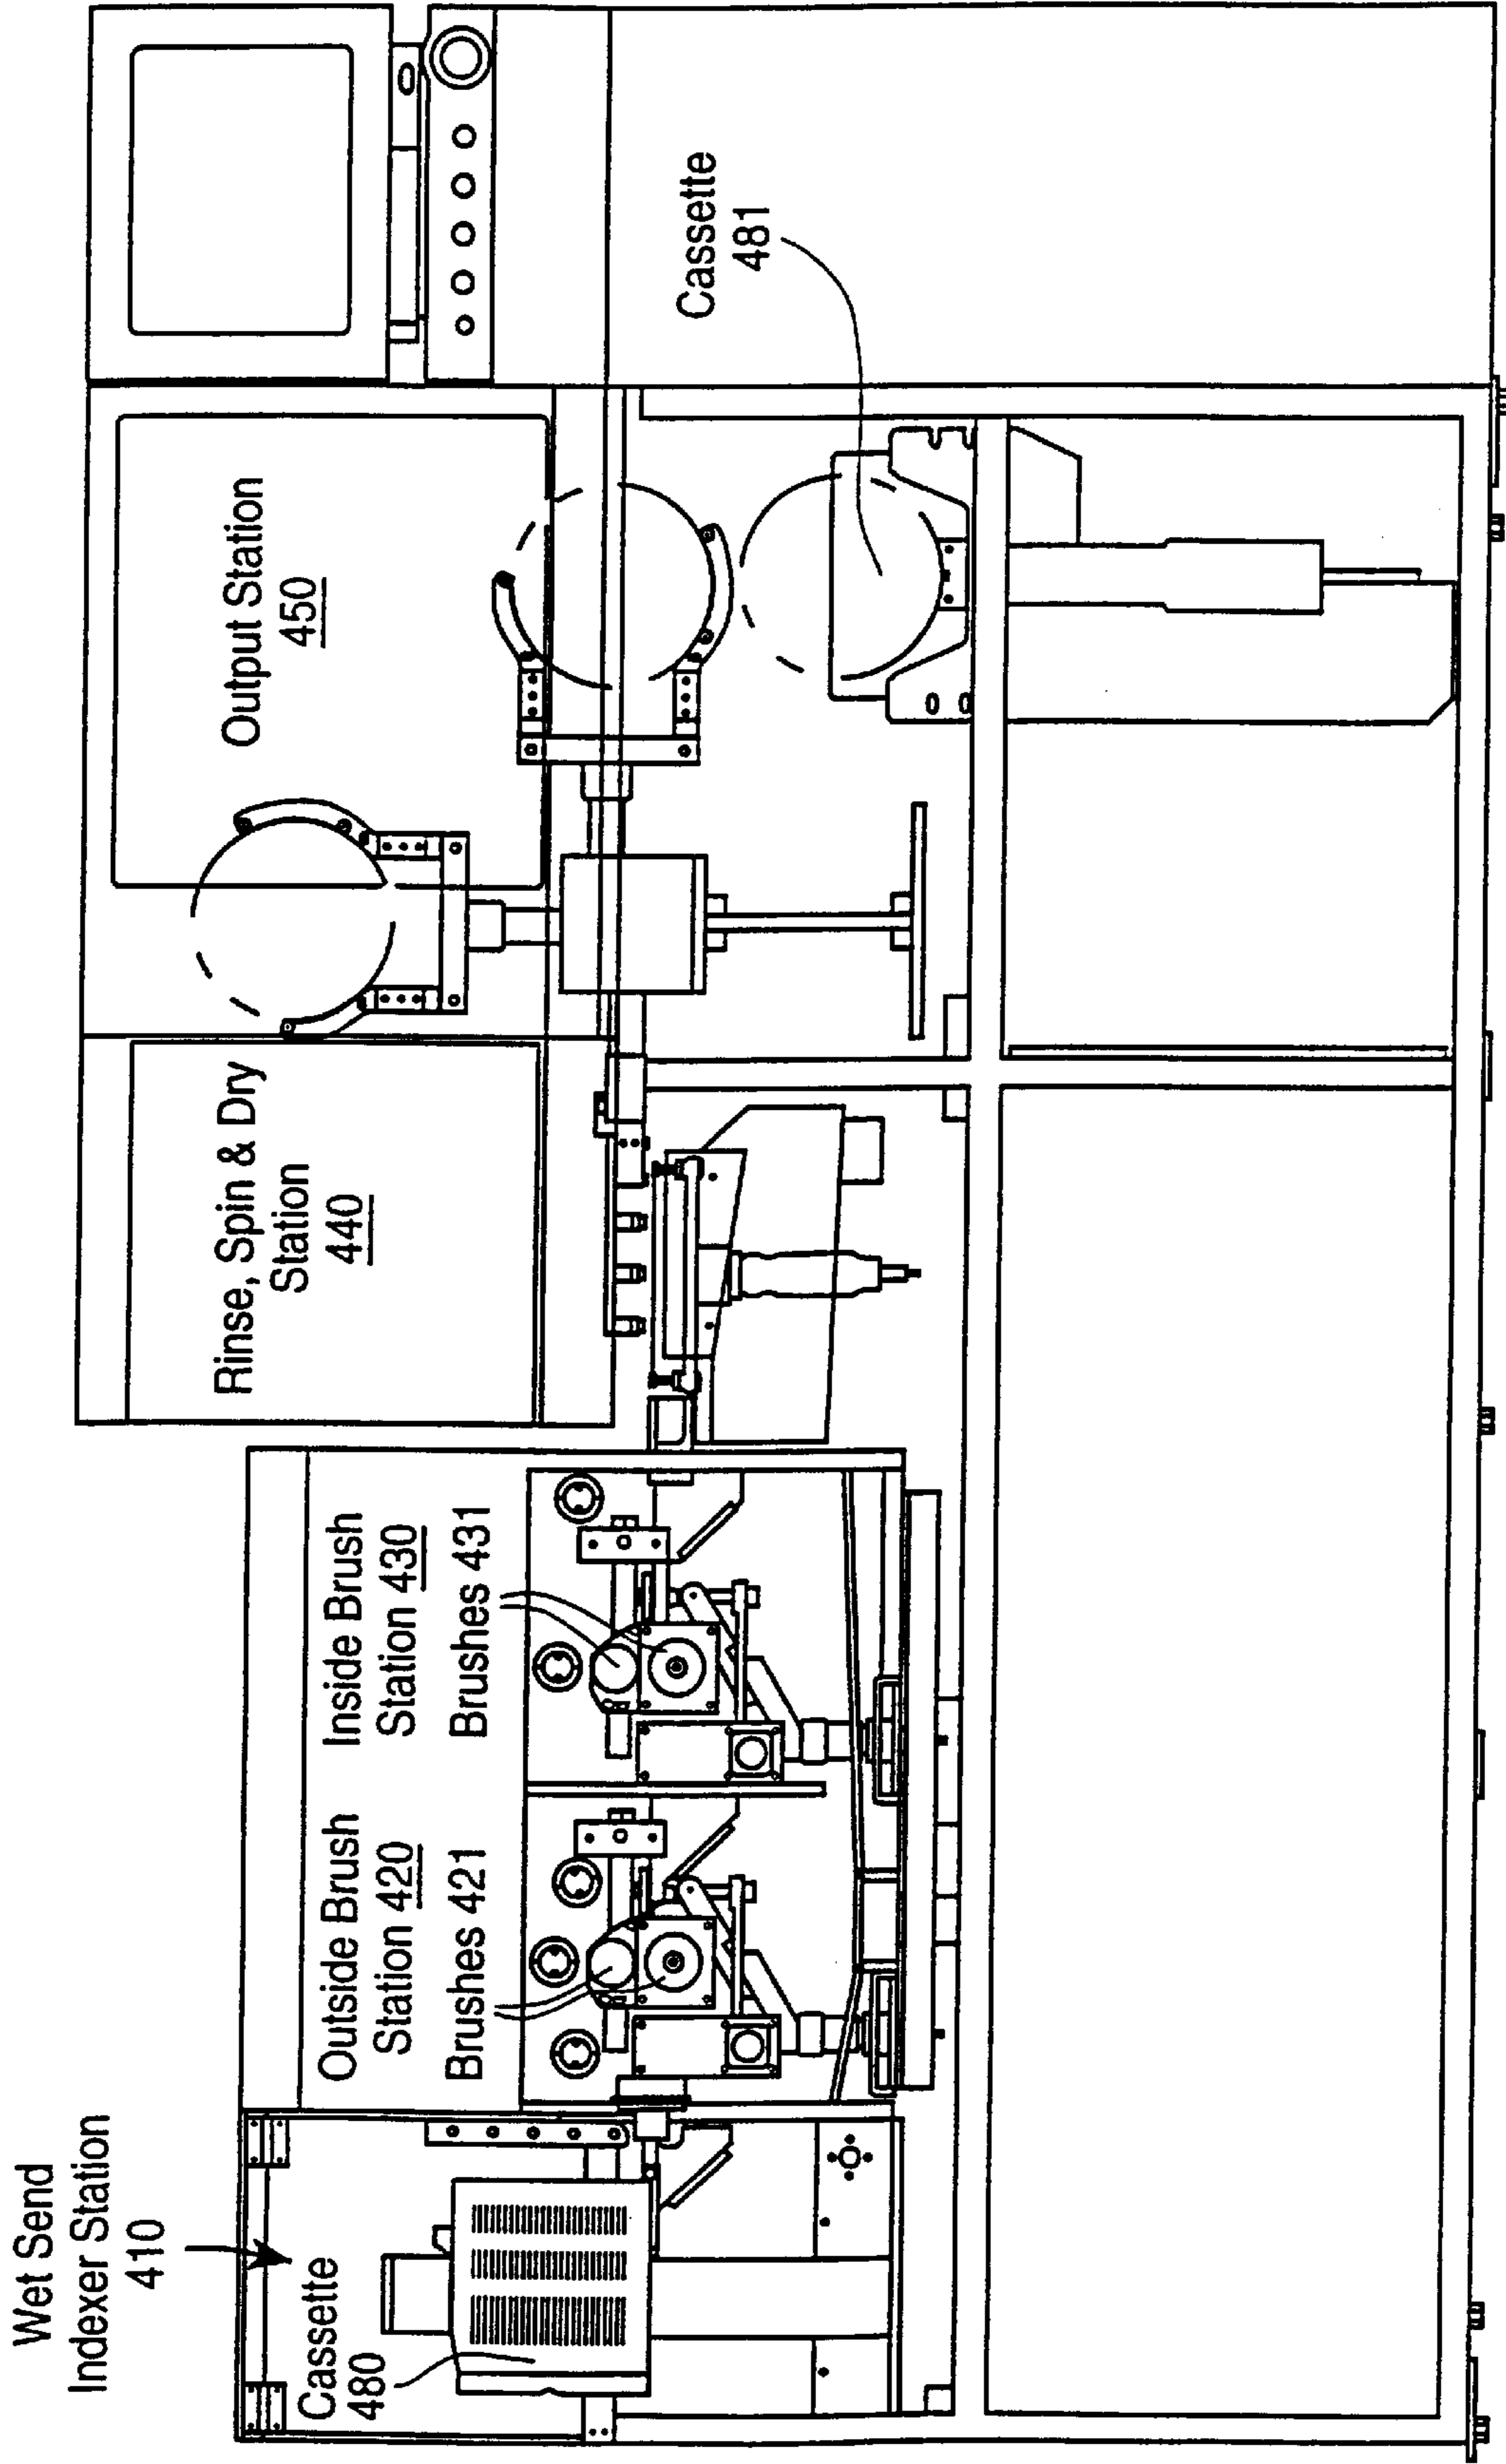 Wet Send
Indexer Station
410
Cassette
480
Outside Brush
Station 420
Brushes 421
Inside Brush
Station 430
Brushes 431
Rinse, Spin & Dry
Station
440
Output Station
450
Cassette
481